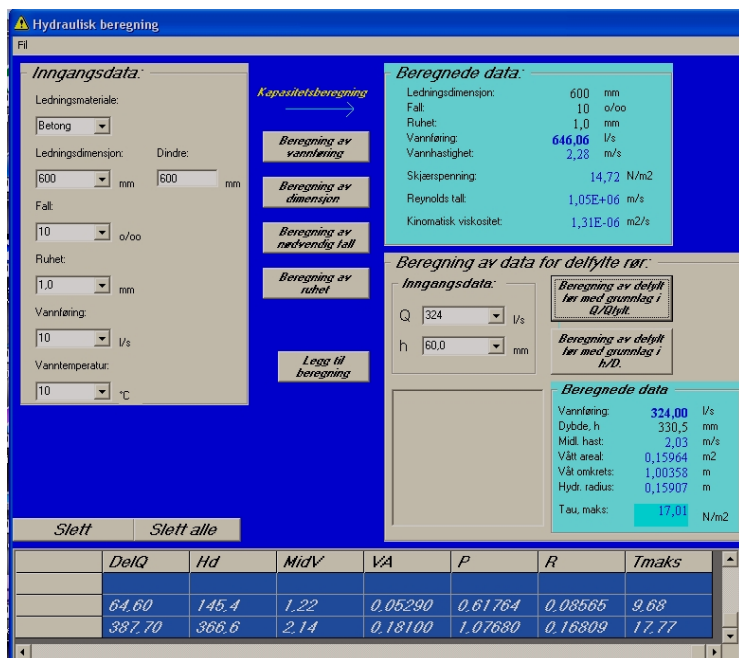 Hydraulisk beregning
Fil
Inngangsdata:
Ledningsmateriale:
Betong
Ledningsdimensjon: Dindre:
600 mm 600 mm
Fall:
10 o/oo
Ruhet:
1,0 mm
Vannføring:
10 l/s
Vanntemperatur:
10 °C
Kapasitetsberegning
Beregning av
vannføring
Beregning av
dimensjon
Beregning av
nødvendig fall
Beregning av
ruhet
Legg til
beregning
Beregnede data:
Ledningsdimensjon: 600 mm
Fall: 10 o/oo
Ruhet: 1,0 mm
Vannføring: 646,06 l/s
Vannhastighet: 2,28 m/s
Skjærspenning: 14,72 N/m2
Reynolds tall: 1,05E+06 m/s
Kinomatisk viskositet: 1,31E-06 m2/s
Beregning av data for delfylte rør:
Inngangsdata:
Q 324 l/s
h 60,0 mm
Beregning av delfylt
rør med grunnlag i
Q/Qfylt.
Beregning av delfylt
rør med grunnlag i
h/D.
Beregnede data
Vannføring: 324,00 l/s
Dybde, h 330,5 mm
Midl. hast: 2,03 m/s
Vått areal: 0,15964 m2
Våt omkrets: 1,00358 m
Hydr. radius: 0,15907 m
Tau, maks: 17,01 N/m2
Slett Slett alle
DelQ Hd MidV VA P R Tmaks
64,60 145,4 1,22 0,05290 0,61764 0,08565 9,68
387,70 366,6 2,14 0,18100 1,07680 0,16809 17,77